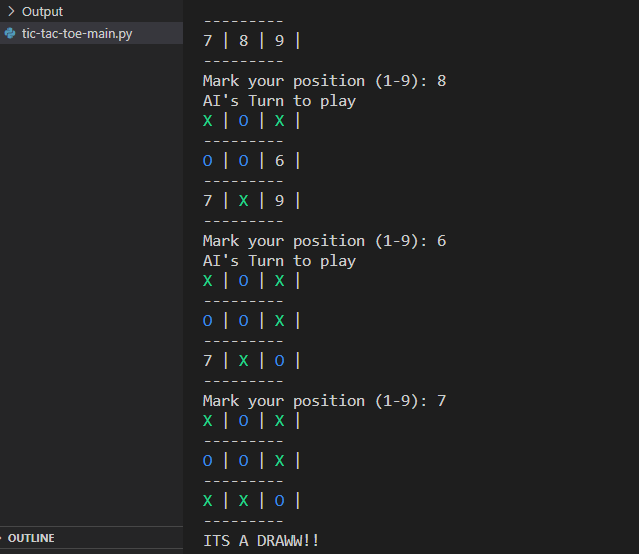 Output
tic-tac-toe-main.py
OUTLINE
---------
7 | 8 | 9 |
---------
Mark your position (1-9): 8
AI's Turn to play
X | O | X |
---------
O | O | 6 |
---------
7 | X | 9 |
---------
Mark your position (1-9): 6
AI's Turn to play
X | O | X |
---------
O | O | X |
---------
7 | X | O |
---------
Mark your position (1-9): 7
X | O | X |
---------
O | O | X |
---------
X | X | O |
---------
ITS A DRAWW!!